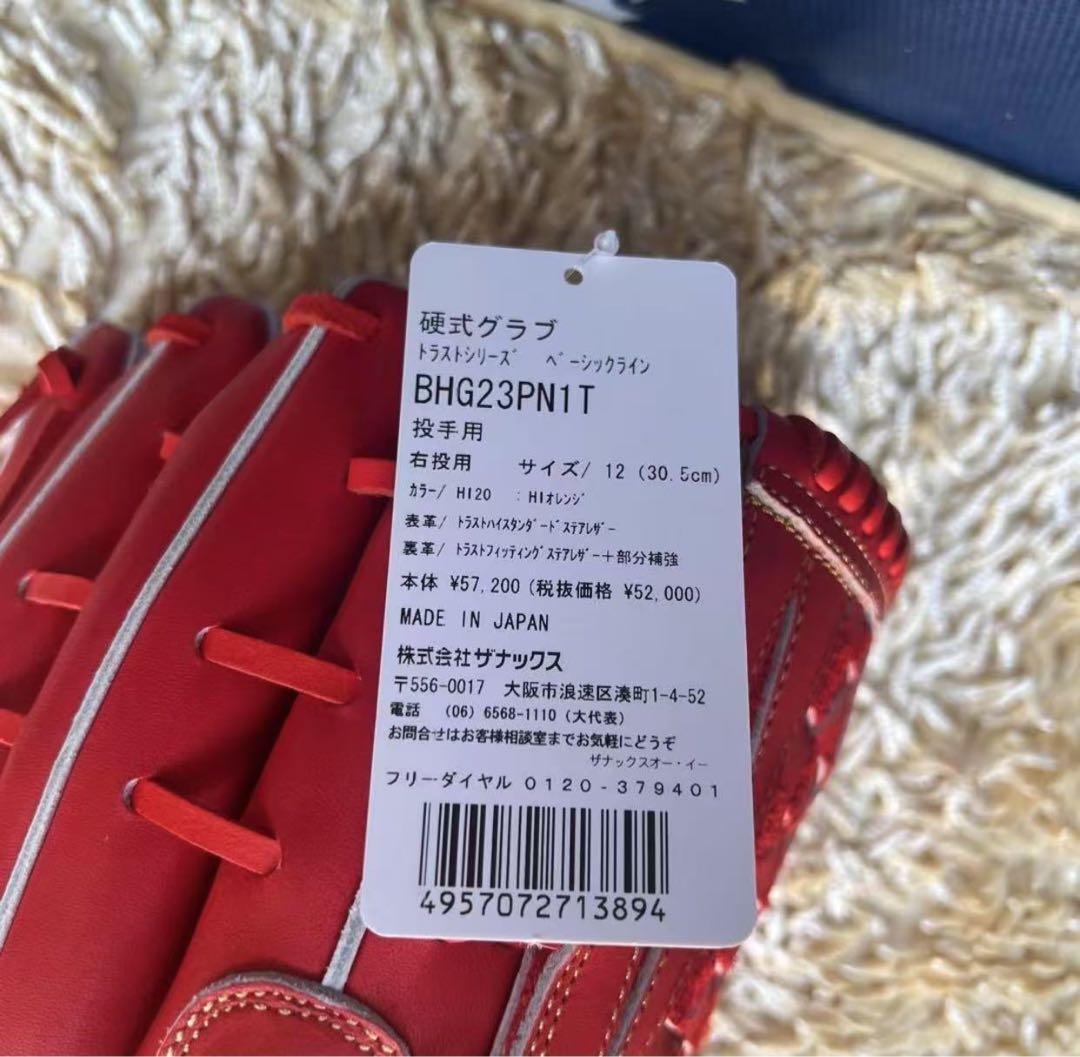 硬式グラブ
ﾄﾗｽﾄｼﾘｰｽﾞ ﾍﾞｰｼｯｸﾗｲﾝ
BHG23PN1T
投手用
右投用 サイズ/ 12 (30.5cm)
ｶﾗｰ/ HI20 : HIｵﾚﾝｼﾞ
表革/ ﾄﾗｽﾄﾊｲｽﾀﾝﾀﾞｰﾄﾞｽﾃｱﾚｻﾞｰ
裏革/ ﾄﾗｽﾄﾌｨｯﾃｨﾝｸﾞｽﾃｱﾚｻﾞｰ＋部分補強
本体 ¥57,200 (税抜価格 ¥52,000)
MADE IN JAPAN
株式会社ザナックス
〒556-0017 大阪市浪速区湊町1-4-52
電話 (06) 6568-1110 (大代表)
お問合せはお客様相談室までお気軽にどうぞ
ザナックスオー・イー
フリーダイヤル 0120-379401
4957072713894